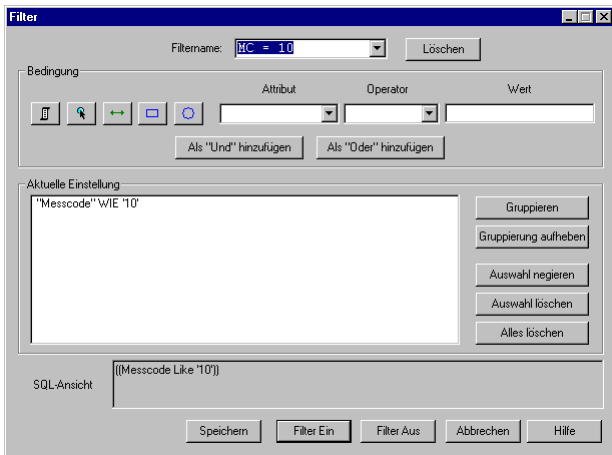 Filter
Filtername: MC = 10 Löschen
Bedingung
Attribut Operator Wert
Als "Und" hinzufügen Als "Oder" hinzufügen
Aktuelle Einstellung
"Messcode" WIE '10'
Gruppieren
Gruppierung aufheben
Auswahl negieren
Auswahl löschen
Alles löschen
SQL-Ansicht ((Messcode Like '10'))
Speichern Filter Ein Filter Aus Abbrechen Hilfe